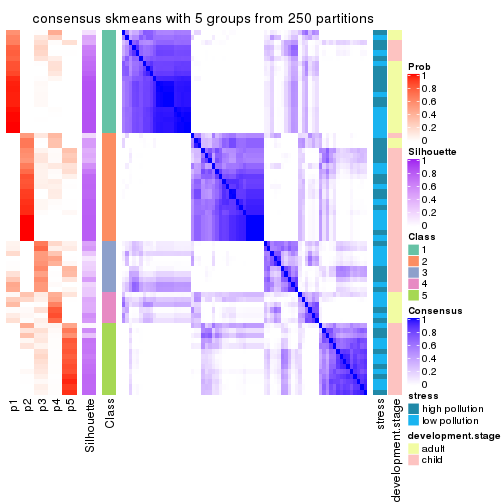 consensus skmeans with 5 groups from 250 partitions
Prob
1
0.8
0.6
0.4
0.2
0
Silhouette
1
0.8
0.6
0.4
0.2
0
Class
1
2
3
4
5
Consensus
1
0.8
0.6
0.4
0.2
0
stress
high pollution
low pollution
development.stage
adult
child
p1
p2
p3
p4
p5
Silhouette
Class
stress
development.stage